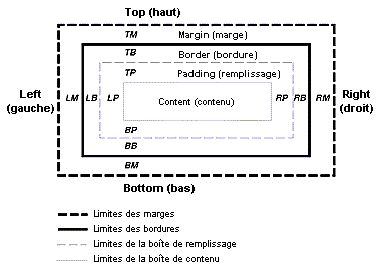 Top (haut)
TM Margin (marge)
TB Border (bordure)
TP Padding (remplissage)
Left (gauche)
LM LB LP Content (contenu) RP RB RM
Right (droit)
BP
BB
BM
Bottom (bas)
Limites des marges
Limites des bordures
Limites de la boîte de remplissage
Limites de la boîte de contenu